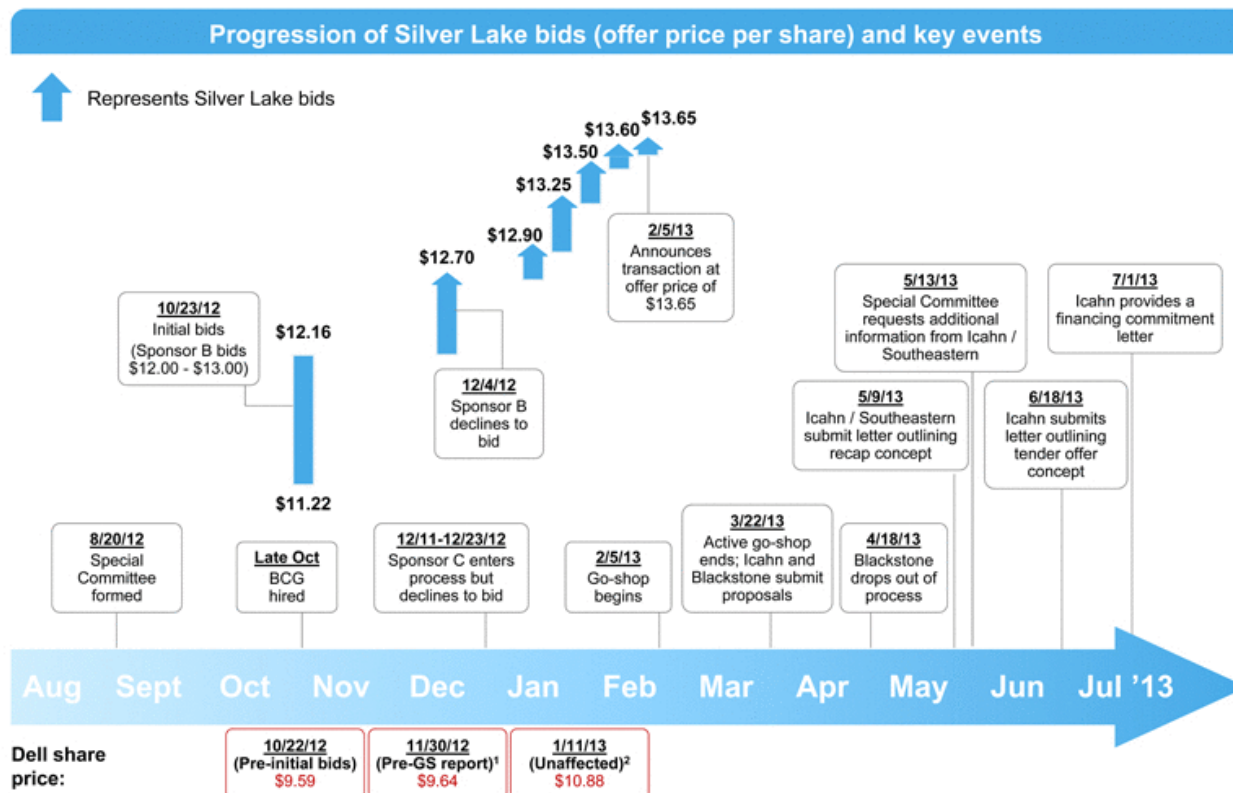 Progression of Silver Lake bids (offer price per share) and key events
Represents Silver Lake bids
$13.65
$13.60
$13.50
$13.25
$12.90
$12.70
2/5/13
Announces
transaction at
offer price of
$13.65
10/23/12
Initial bids
(Sponsor B bids
$12.00 - $13.00)
$12.16
$11.22
12/4/12
Sponsor B
declines to
bid
5/13/13
Special Committee
requests additional
information from Icahn /
Southeastern
7/1/13
Icahn provides a
financing commitment
letter
5/9/13
Icahn / Southeastern
submit letter outlining
recap concept
6/18/13
Icahn submits
letter outlining
tender offer
concept
8/20/12
Special
Committee
formed
Late Oct
BCG
hired
12/11-12/23/12
Sponsor C enters
process but
declines to bid
2/5/13
Go-shop
begins
3/22/13
Active go-shop
ends; Icahn and
Blackstone submit
proposals
4/18/13
Blackstone
drops out of
process
Aug Sept Oct Nov Dec Jan Feb Mar Apr May Jun Jul ’13
Dell share
price:
10/22/12
(Pre-initial bids)
$9.59
11/30/12
(Pre-GS report)¹
$9.64
1/11/13
(Unaffected)²
$10.88